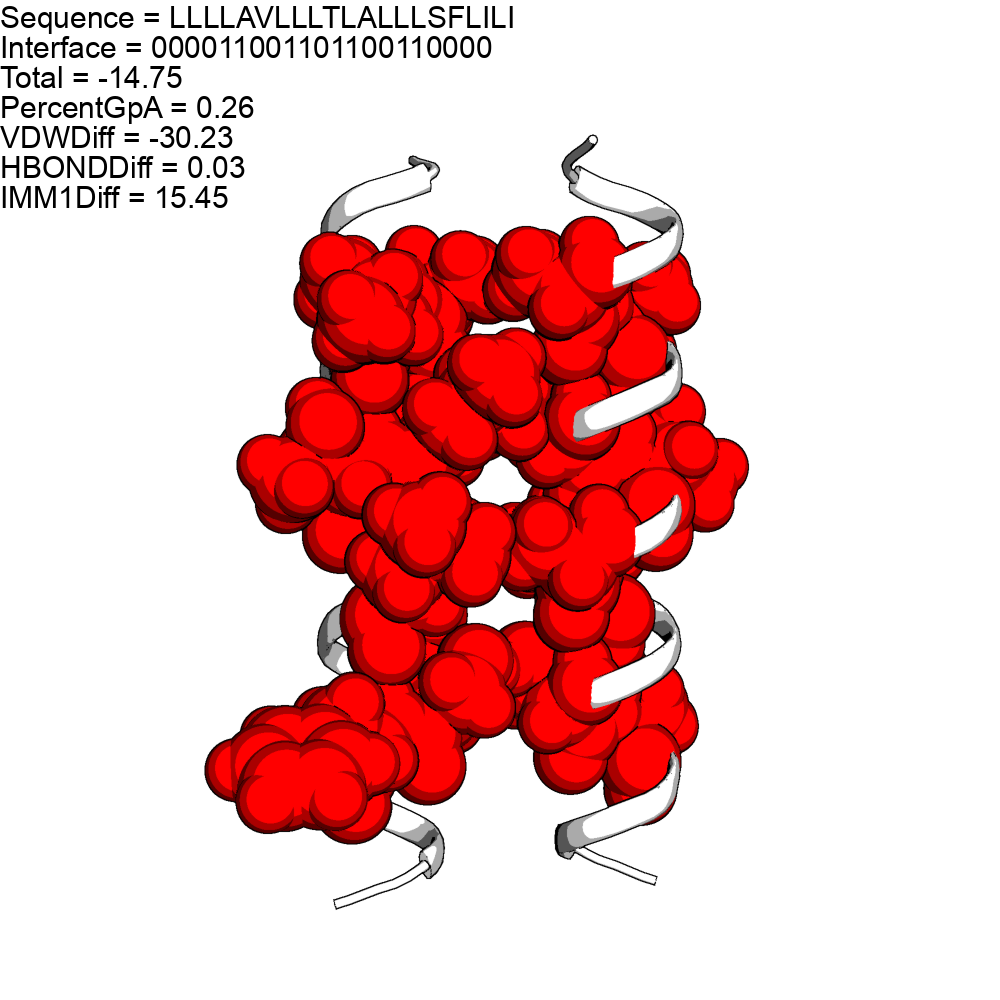 Sequence = LLLLAVLLLTLALLLSFLILI
Interface = 000011001101100110000
Total = -14.75
PercentGpA = 0.26
VDWDiff = -30.23
HBONDDiff = 0.03
IMM1Diff = 15.45